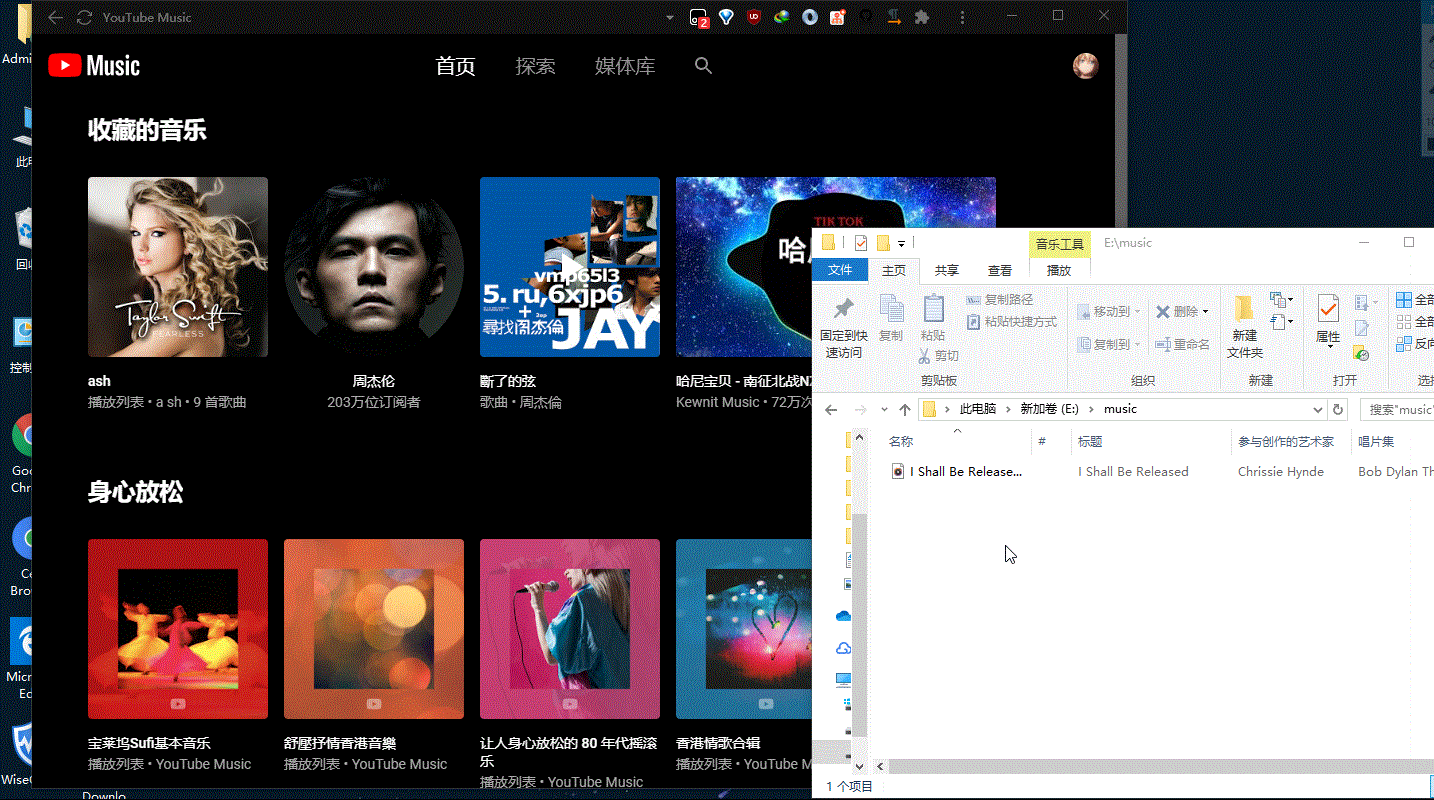 Admi
此电
回收
控制
Goo
Chr
Ce
Bro
Micr
Ed
WiseC
Downlo
YouTube Music
2
Music
首页
探索
媒体库
收藏的音乐
Taylor Swift
FEARLESS
vmp65l3
5. ru,6xjp6
+
尋找周杰倫
JAY
TIK TOK
哈
ash
播放列表 • a sh • 9 首歌曲
周杰伦
203万位订阅者
斷了的弦
歌曲 • 周杰倫
哈尼宝贝 - 南征北战NZ
Kewnit Music • 72万次
身心放松
宝莱坞Sufi基本音乐
播放列表 • YouTube Music
舒壓抒情香港音樂
播放列表 • YouTube Music
让人身心放松的 80 年代摇滚
乐
播放列表 • YouTube Music
香港情歌合辑
播放列表 • YouTube M
音乐工具
E:\music
文件
主页
共享
查看
播放
固定到快
速访问
复制
粘贴
复制路径
粘贴快捷方式
剪切
剪贴板
移动到
复制到
删除
重命名
组织
新建
文件夹
新建
属性
打开
全部
全部
反向
选择
此电脑
新加卷 (E:)
music
搜索"music"
名称
#
标题
参与创作的艺术家
唱片集
I Shall Be Release...
I Shall Be Released
Chrissie Hynde
Bob Dylan Th
1 个项目